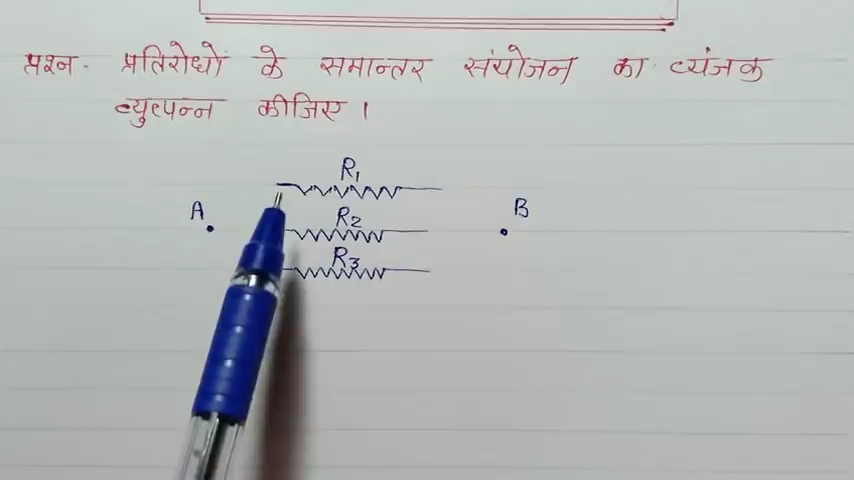 प्रश्न. प्रतिरोधों के समान्तर संयोजन का व्यंजक
व्युत्पन्न कीजिए।
R1
A
B
R2
R3